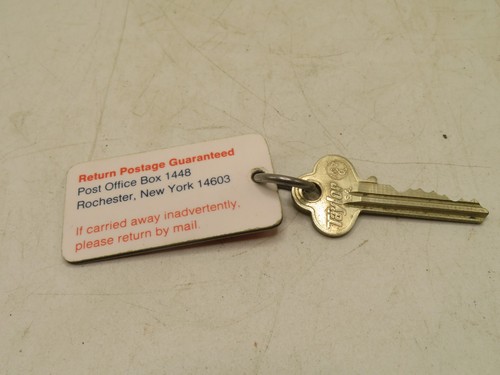 Return Postage Guaranteed
Post Office Box 1448
Rochester, New York 14603
If carried away inadvertently,
please return by mail.
Taylor